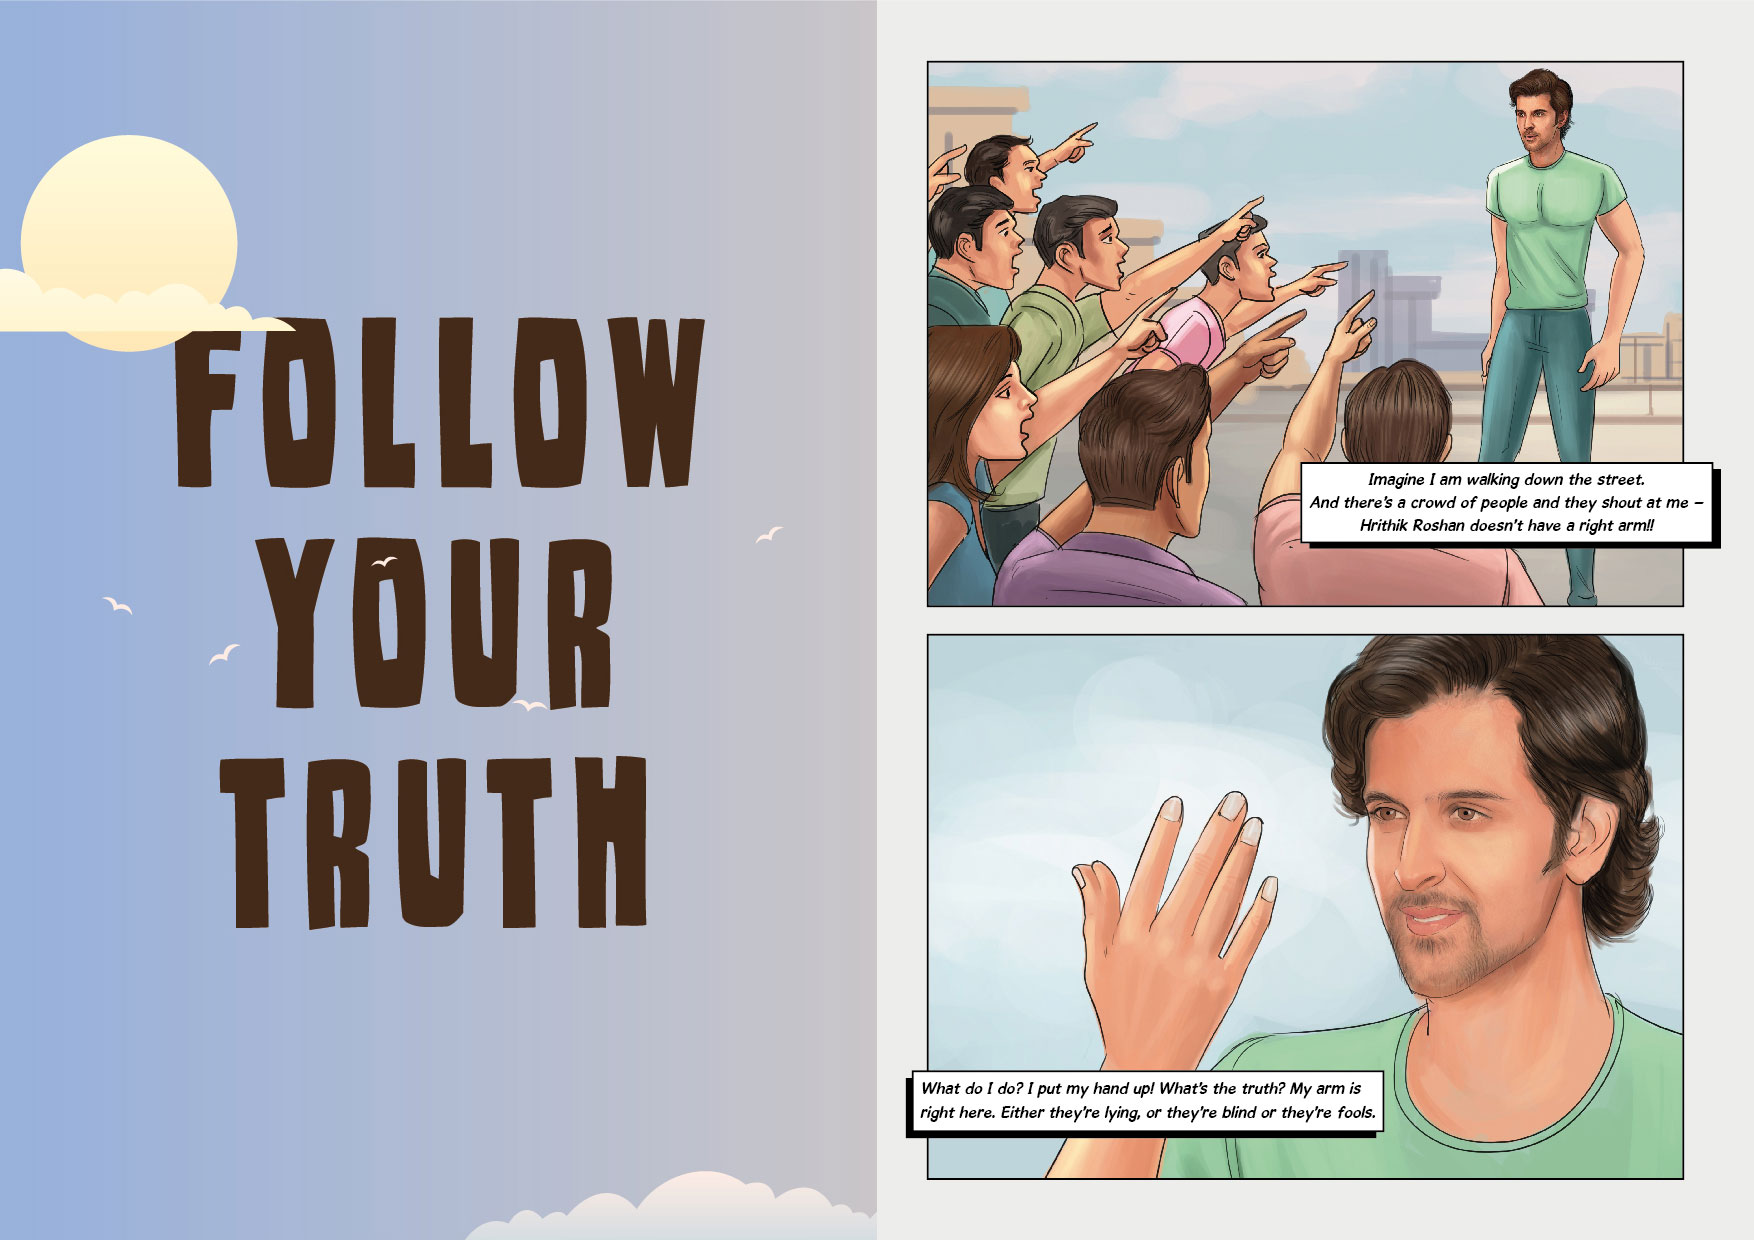 FOLLOW
YOUR
TRUTH
Imagine I am walking down the street.
And there's a crowd of people and they shout at me –
Hrithik Roshan doesn't have a right arm!!
What do I do? I put my hand up! What's the truth? My arm is
right here. Either they're lying, or they're blind or they're fools.